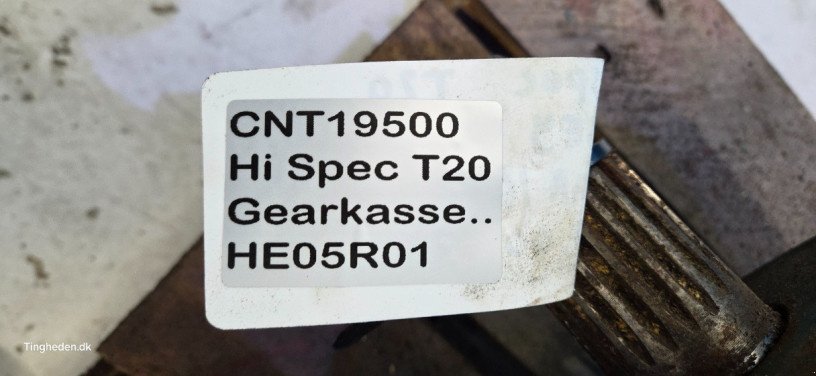 CNT19500
Hi Spec T20
Gearkasse..
HE05R01
Tingheden.dk